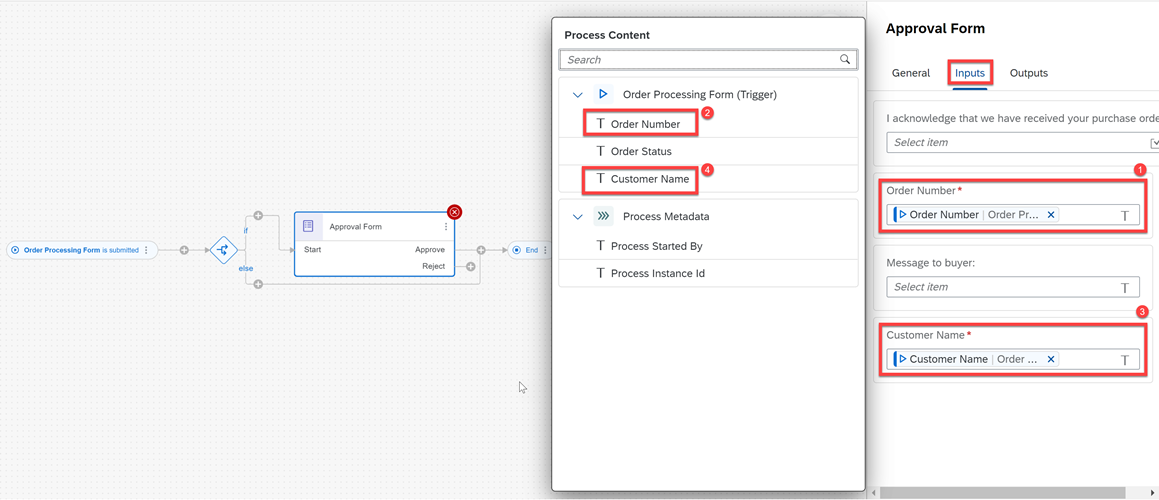 Order Processing Form is submitted
if
else
Approval Form
Start
Approve
Reject
End
Process Content
Search
Order Processing Form (Trigger)
T Order Number
2
T Order Status
T Customer Name
4
Process Metadata
T Process Started By
T Process Instance Id
Approval Form
General Inputs Outputs
I acknowledge that we have received your purchase orde
Select item
1
Order Number*
Order Number | Order Pr... T
Message to buyer:
Select item T
3
Customer Name*
Customer Name | Order ... T